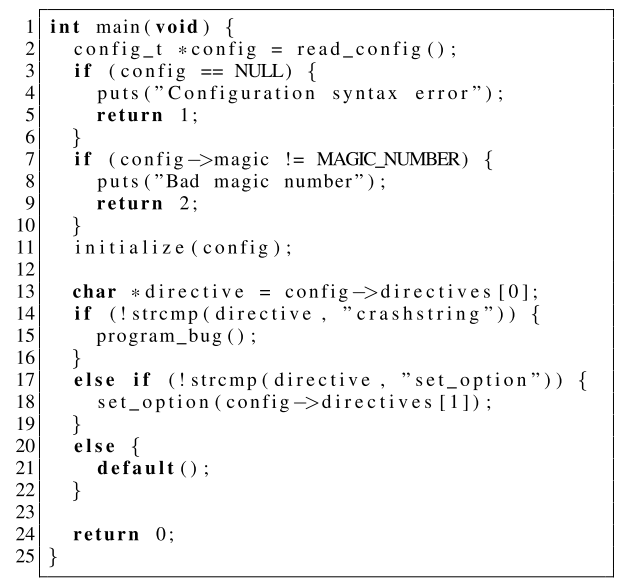 1 int main(void) {
2   config_t *config = read_config();
3   if (config == NULL) {
4     puts("Configuration syntax error");
5     return 1;
6   }
7   if (config->magic != MAGIC_NUMBER) {
8     puts("Bad magic number");
9     return 2;
10   }
11   initialize(config);
12
13   char *directive = config->directives[0];
14   if (!strcmp(directive, "crashstring")) {
15     program_bug();
16   }
17   else if (!strcmp(directive, "set_option")) {
18     set_option(config->directives[1]);
19   }
20   else {
21     default();
22   }
23
24   return 0;
25 }